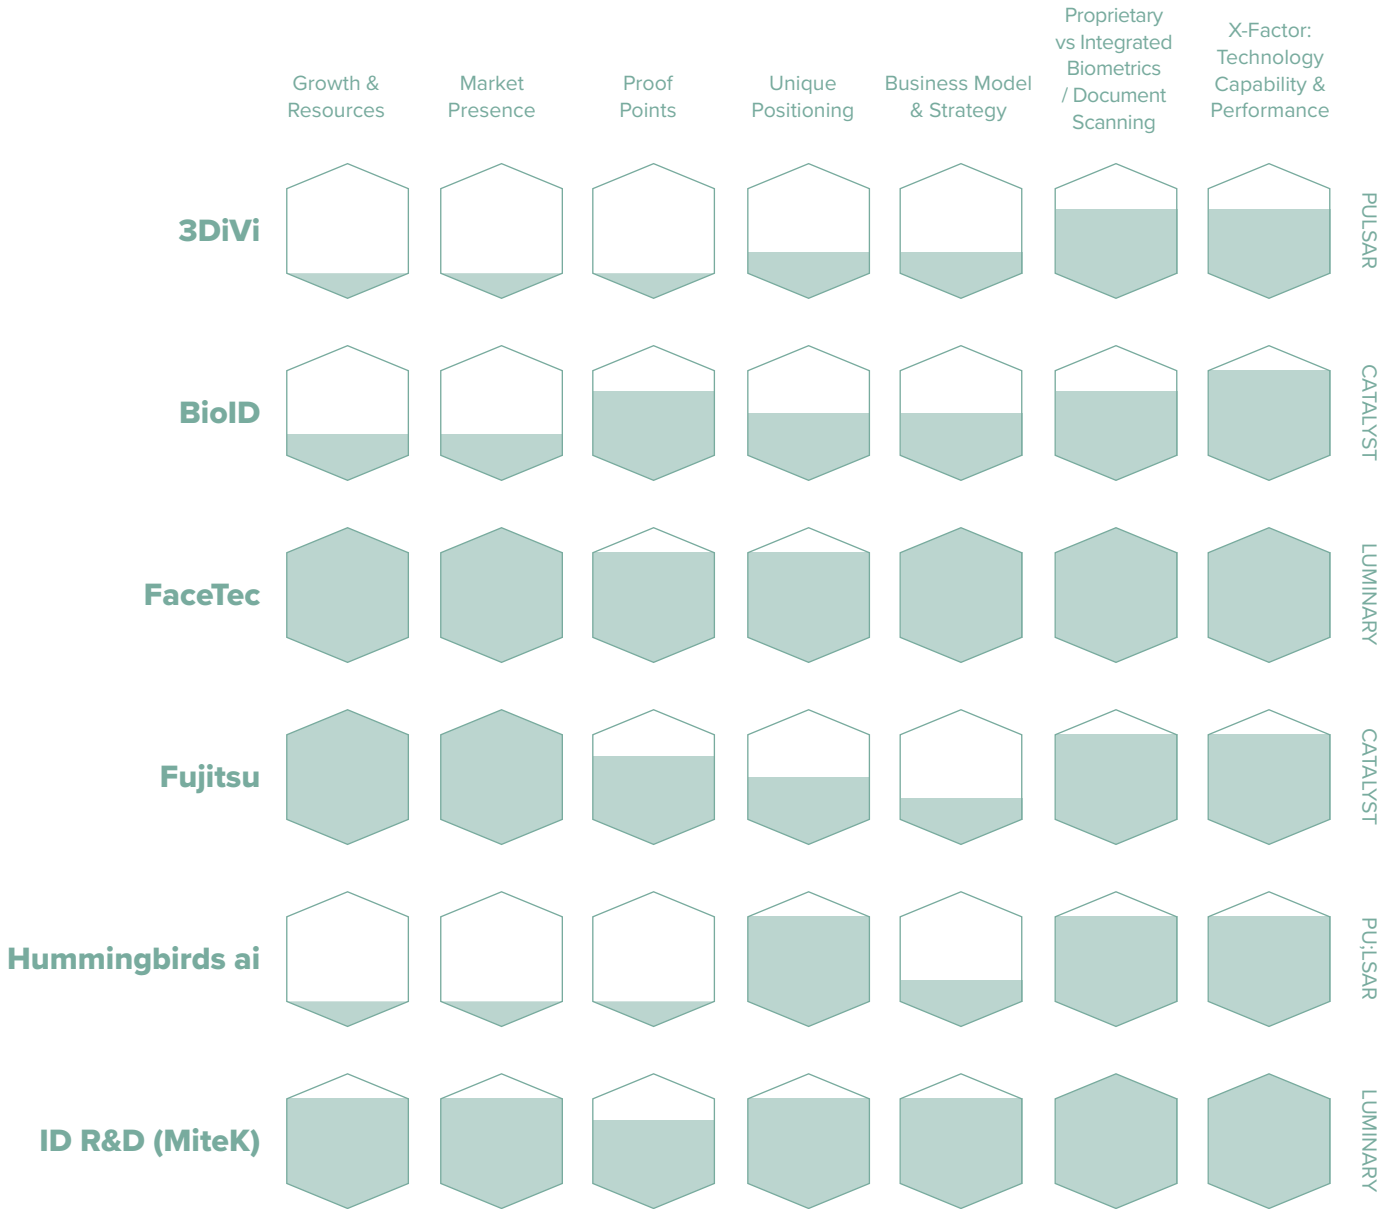 Growth &
Resources
Market
Presence
Proof
Points
Unique
Positioning
Business Model
& Strategy
Proprietary
vs Integrated
Biometrics
/ Document
Scanning
X-Factor:
Technology
Capability &
Performance
3DiVi
PULSAR
BioID
CATALYST
FaceTec
LUMINARY
Fujitsu
CATALYST
Hummingbirds ai
PU;LSAR
ID R&D (MiteK)
LUMINARY